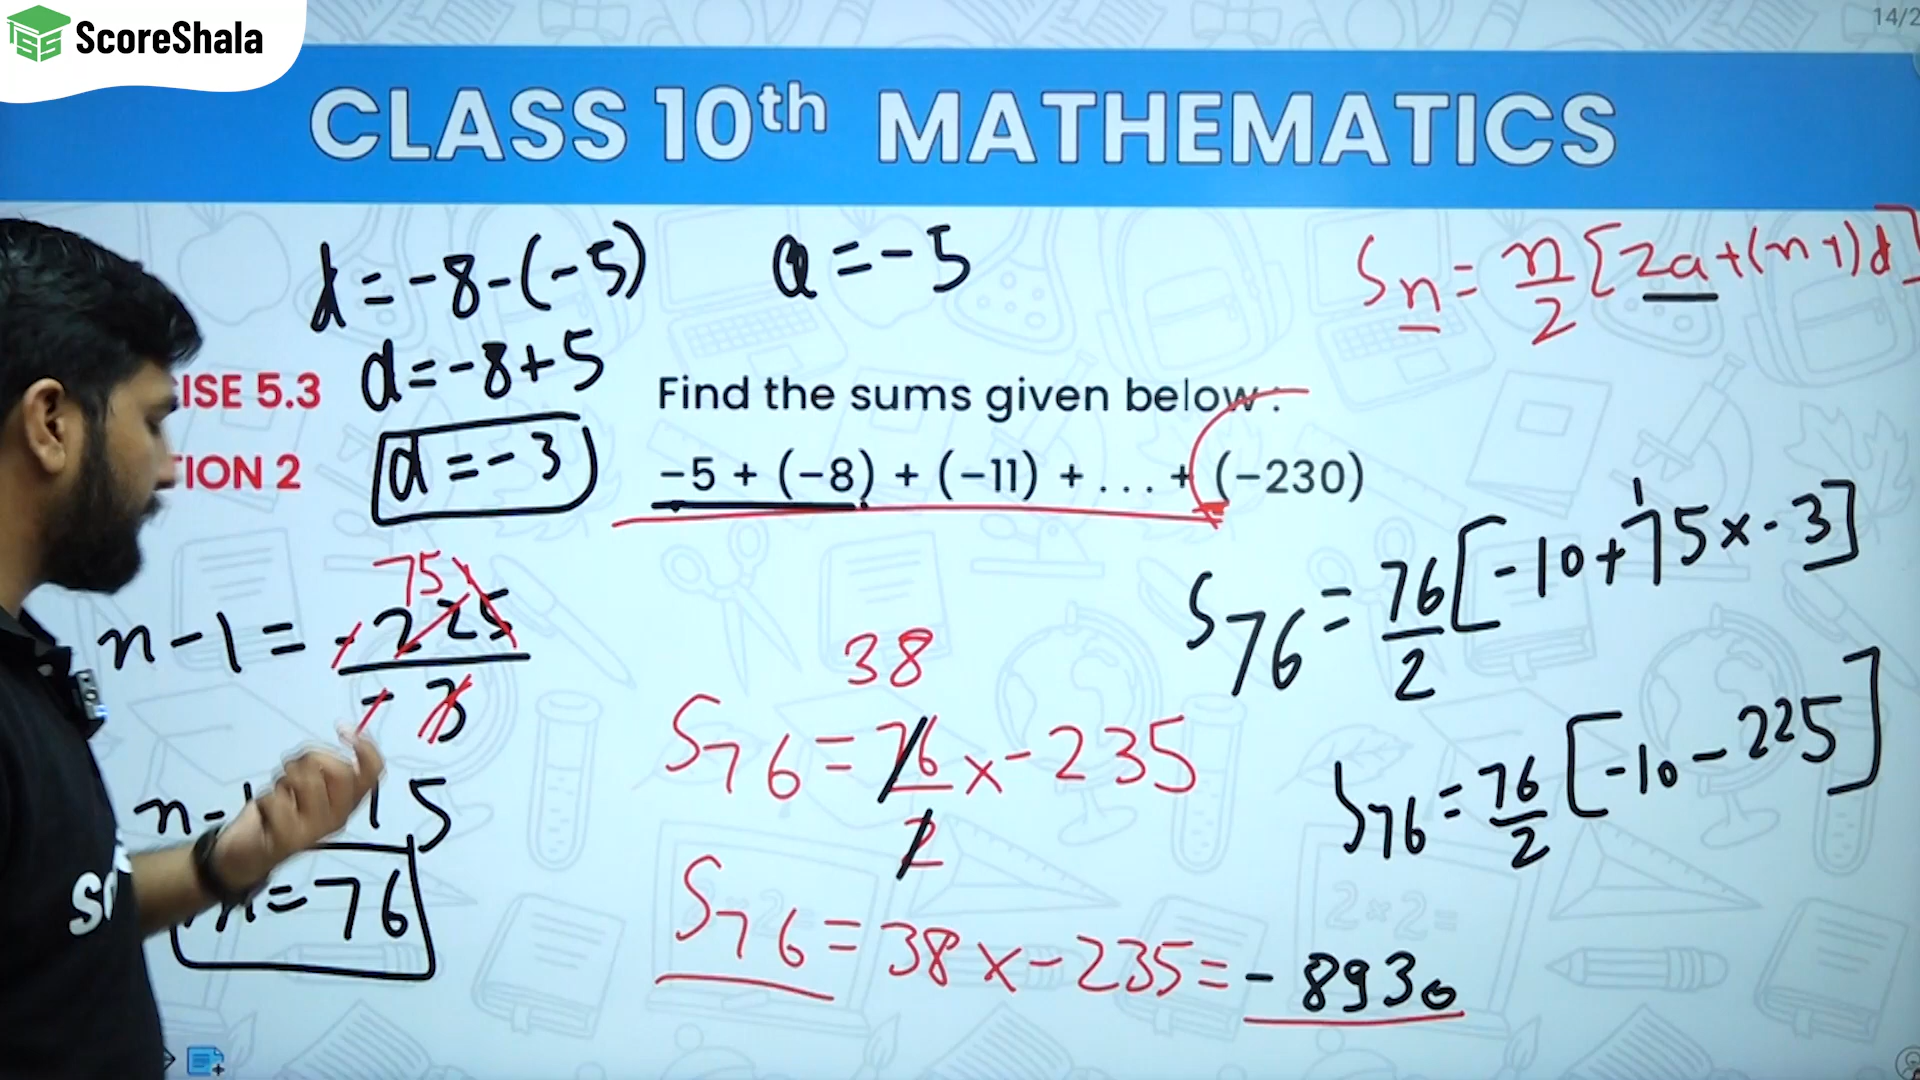 ScoreShala
14/2
CLASS 10th MATHEMATICS
d = -8-(-5)
a = -5
Sn = n/2 [2a+(n-1)d]
d = -8+5
ISE 5.3
Find the sums given below :
d = -3
TION 2
-5 + (-8) + (-11) + . . . + (-230)
75
n-1 = -225/-3
S76 = 76/2 [-10+75x-3]
38
S76 = 76/2 x-235
S76 = 76/2 [-10-225]
n=76
S76 = 38x-235 = -8930